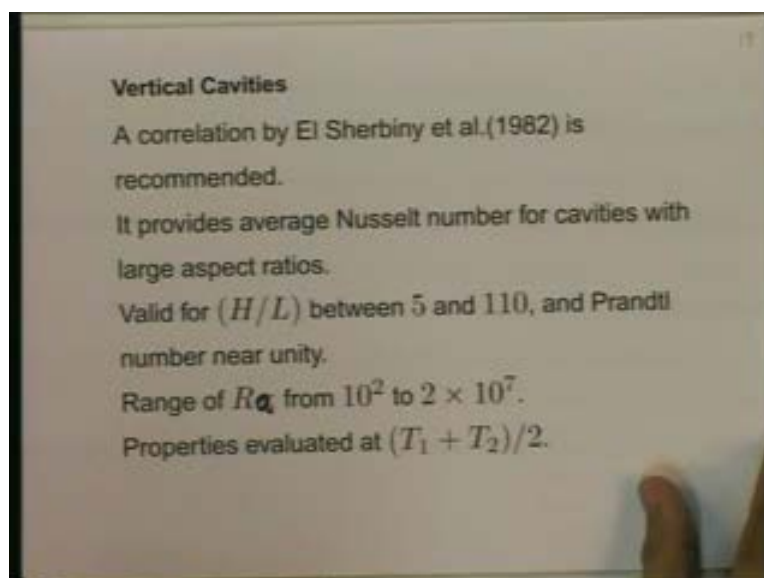 Vertical Cavities
A correlation by El Sherbiny et al.(1982) is
recommended.
It provides average Nusselt number for cavities with
large aspect ratios.
Valid for (H/L) between 5 and 110, and Prandtl
number near unity.
Range of Ra from 10² to 2 × 10⁷.
Properties evaluated at (T₁ + T₂)/2.